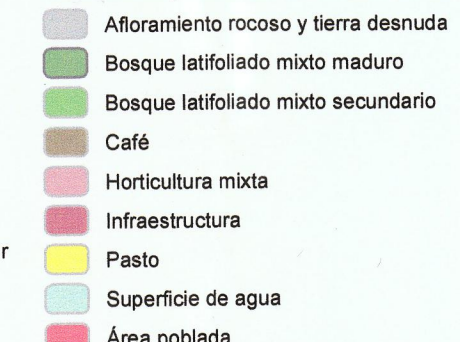 Afloramiento rocoso y tierra desnuda
Bosque latifoliado mixto maduro
Bosque latifoliado mixto secundario
Café
Horticultura mixta
Infraestructura
r
Pasto
Superficie de agua
Área poblada